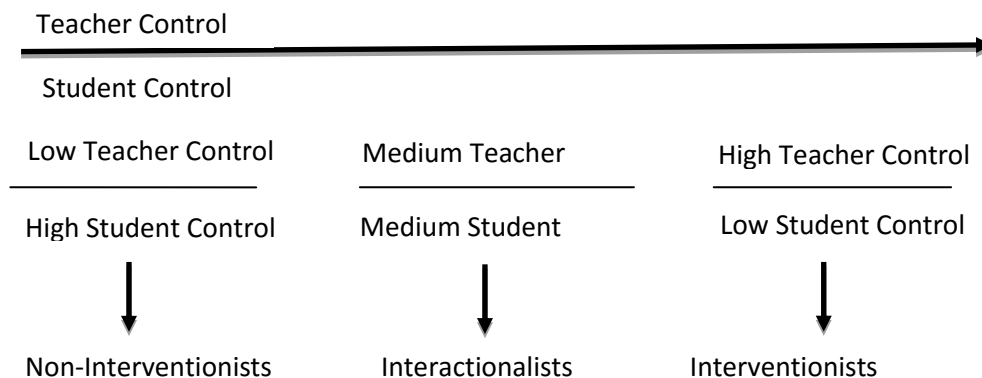 Teacher Control
Student Control
Low Teacher Control
Medium Teacher
High Teacher Control
High Student Control
Medium Student
Low Student Control
Non-Interventionists
Interactionalists
Interventionists